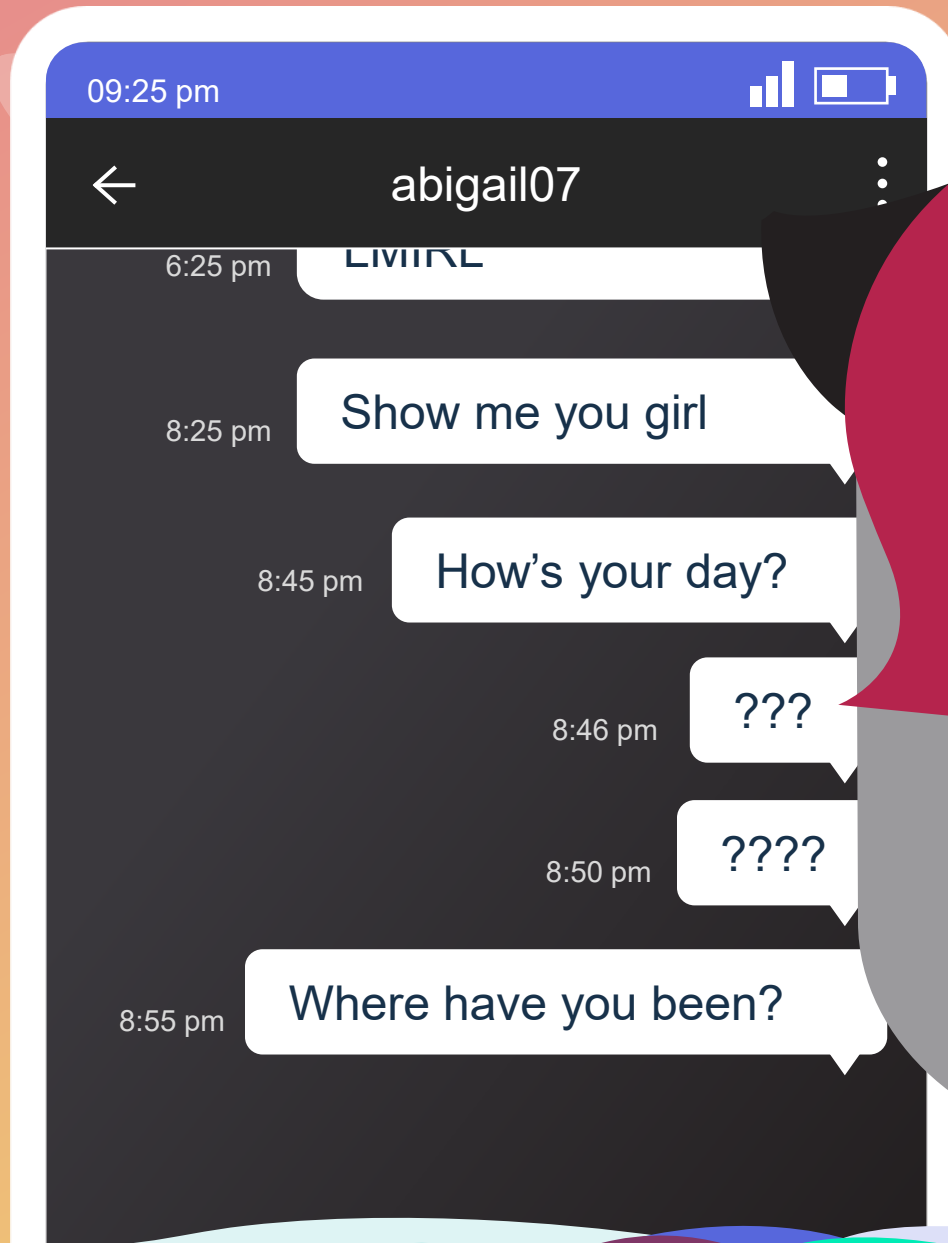 09:25 pm
abigail07
6:25 pm LMIRL
8:25 pm Show me you girl
8:45 pm How’s your day?
8:46 pm ???
8:50 pm ????
8:55 pm Where have you been?